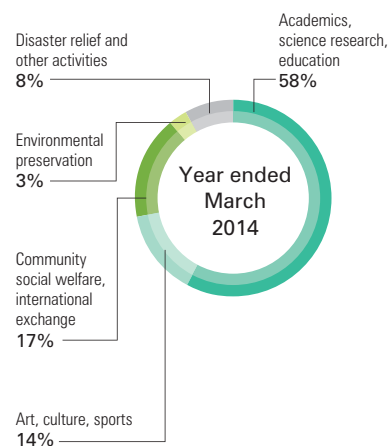 Academics,
science research,
education
58%
Disaster relief and
other activities
8%
Environmental
preservation
3%
Year ended
March
2014
Community
social welfare,
international
exchange
17%
Art, culture, sports
14%